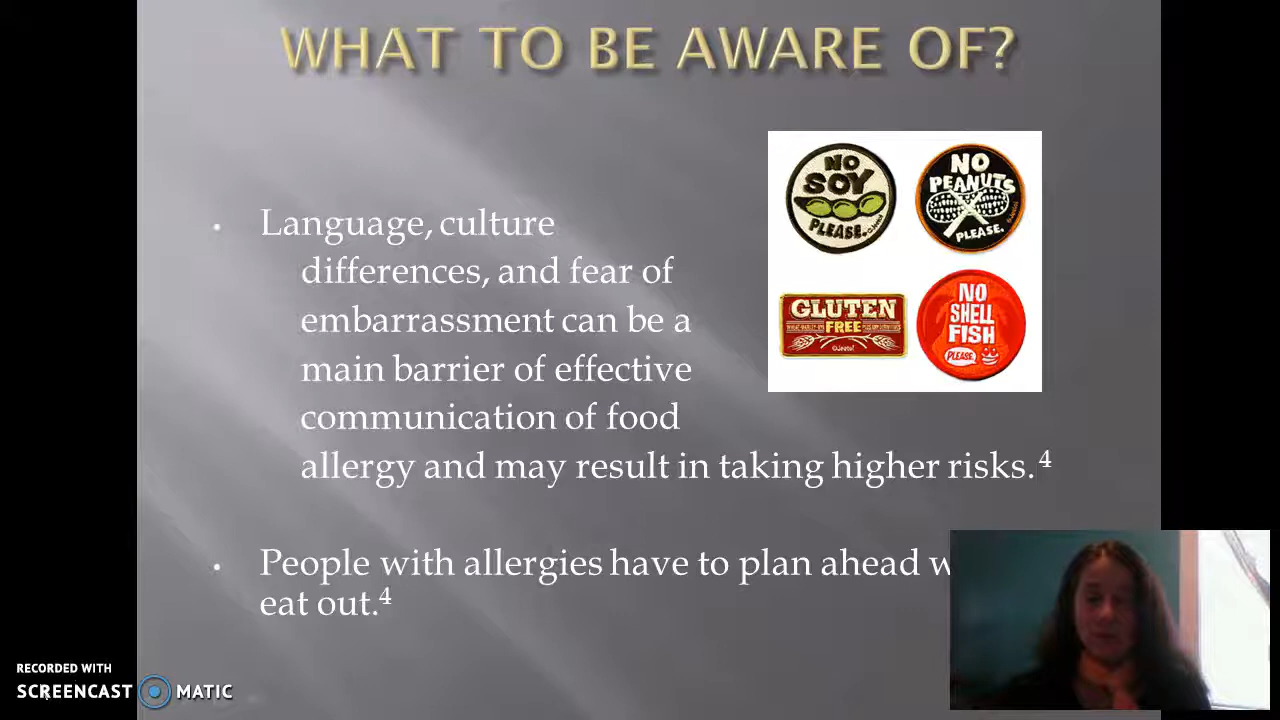 WHAT TO BE AWARE OF?
NO
SOY
PLEASE.
NO
PEANUTS
PLEASE.
• Language, culture
differences, and fear of
embarrassment can be a
main barrier of effective
communication of food
allergy and may result in taking higher risks.⁴
GLUTEN
FREE
NO
SHELL
FISH
PLEASE.
• People with allergies have to plan ahead
eat out.⁴
RECORDED WITH
SCREENCAST MATIC